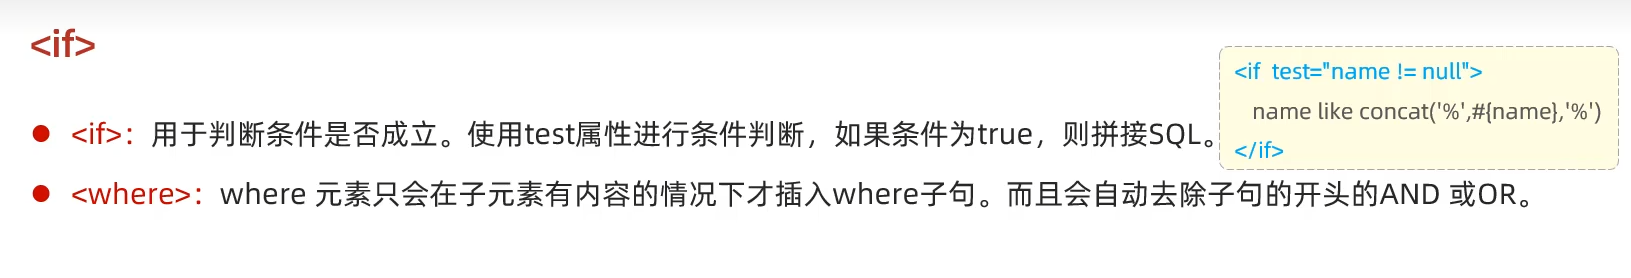 <if>
<if test="name != null">
name like concat('%',#{name},'%')
</if>
<if>：用于判断条件是否成立。使用test属性进行条件判断，如果条件为true，则拼接SQL。
<where>：where 元素只会在子元素有内容的情况下才插入where子句。而且会自动去除子句的开头的AND 或OR。